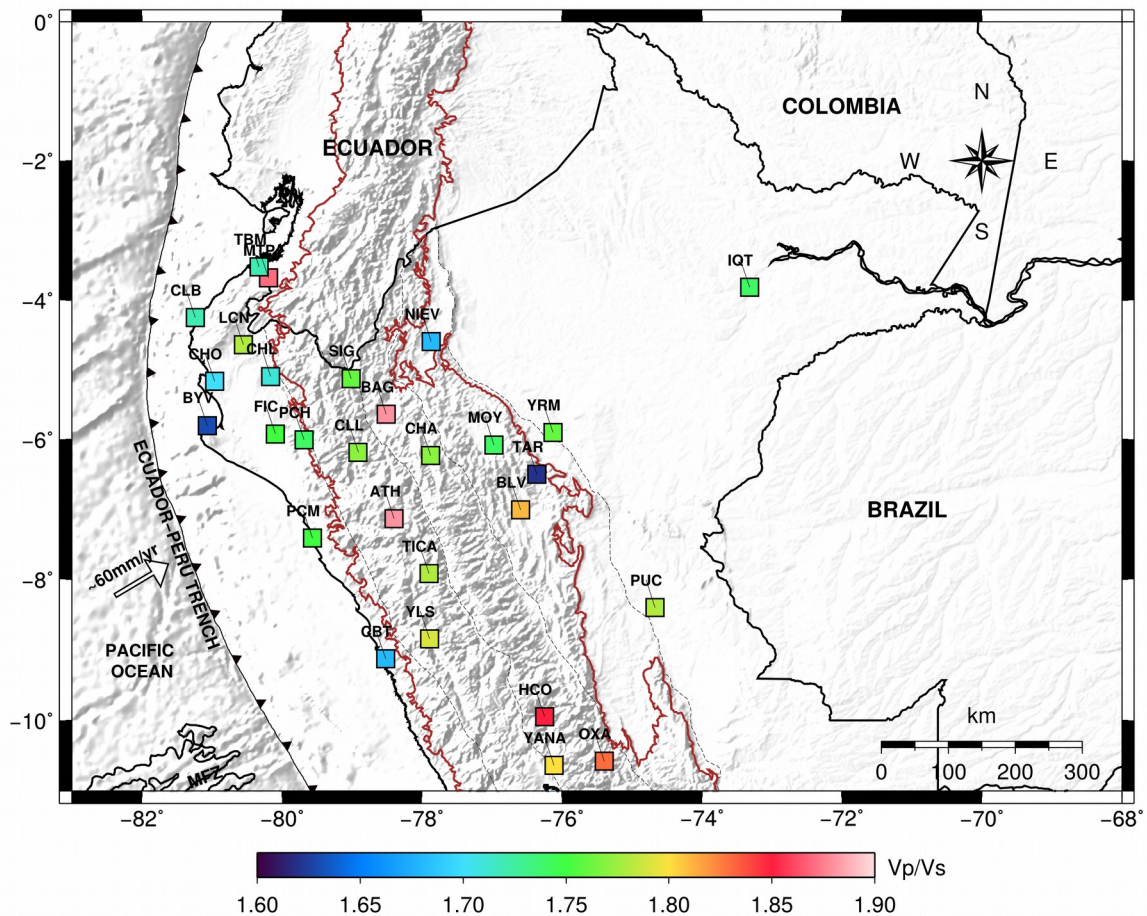 0°
−2°
−4°
−6°
−8°
−10°
COLOMBIA
N
W
E
S
ECUADOR
TBM
MTP
IQT
CLB
LCN
NIEV
CHO
CHL
SIG
BYV
BAG
FIC
PCH
CLL
CHA
MOY
YRM
TAR
BLV
ATH
PCM
BRAZIL
TICA
ECUADOR−PERU TRENCH
~60mm/yr
PUC
YLS
CBT
PACIFIC
OCEAN
HCO
YANA
OXA
MFZ
km
0 100 200 300
−82° −80° −78° −76° −74° −72° −70° −68°
Vp/Vs
1.60 1.65 1.70 1.75 1.80 1.85 1.90